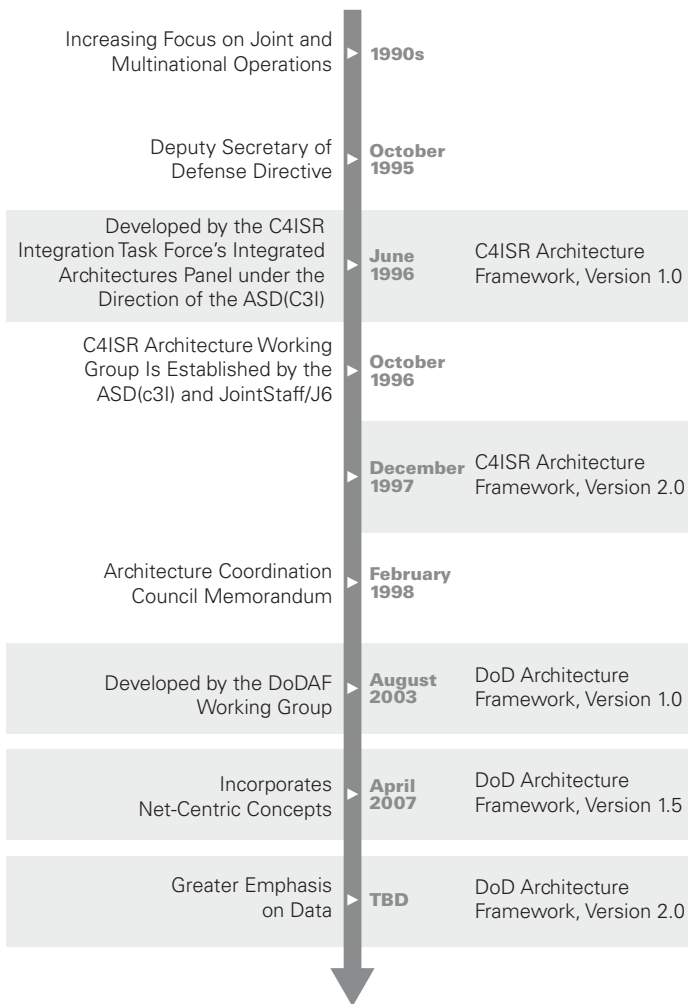 Increasing Focus on Joint and
Multinational Operations
1990s
Deputy Secretary of
Defense Directive
October
1995
Developed by the C4ISR
Integration Task Force's Integrated
Architectures Panel under the
Direction of the ASD(C3I)
June
1996
C4ISR Architecture
Framework, Version 1.0
C4ISR Architecture Working
Group Is Established by the
ASD(c3I) and JointStaff/J6
October
1996
December
1997
C4ISR Architecture
Framework, Version 2.0
Architecture Coordination
Council Memorandum
February
1998
Developed by the DoDAF
Working Group
August
2003
DoD Architecture
Framework, Version 1.0
Incorporates
Net-Centric Concepts
April
2007
DoD Architecture
Framework, Version 1.5
Greater Emphasis
on Data
TBD
DoD Architecture
Framework, Version 2.0